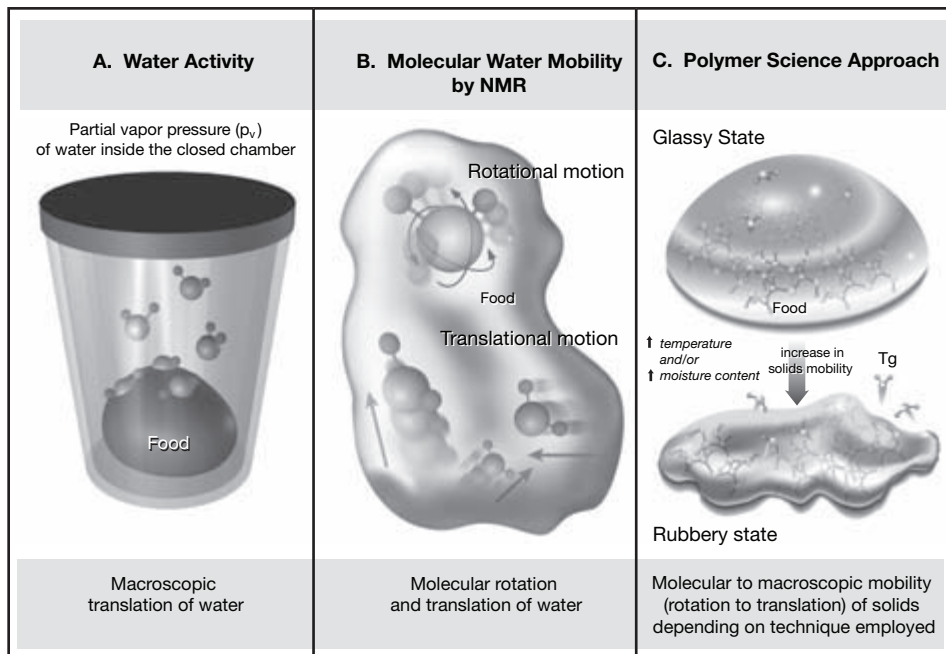 A. Water Activity
Partial vapor pressure (pv)
of water inside the closed chamber
Food
Macroscopic
translation of water
B. Molecular Water Mobility
by NMR
Rotational motion
Food
Translational motion
Molecular rotation
and translation of water
C. Polymer Science Approach
Glassy State
Food
⬆ temperature
and/or
⬆ moisture content
increase in
solids mobility
Tg
Rubbery state
Molecular to macroscopic mobility
(rotation to translation) of solids
depending on technique employed